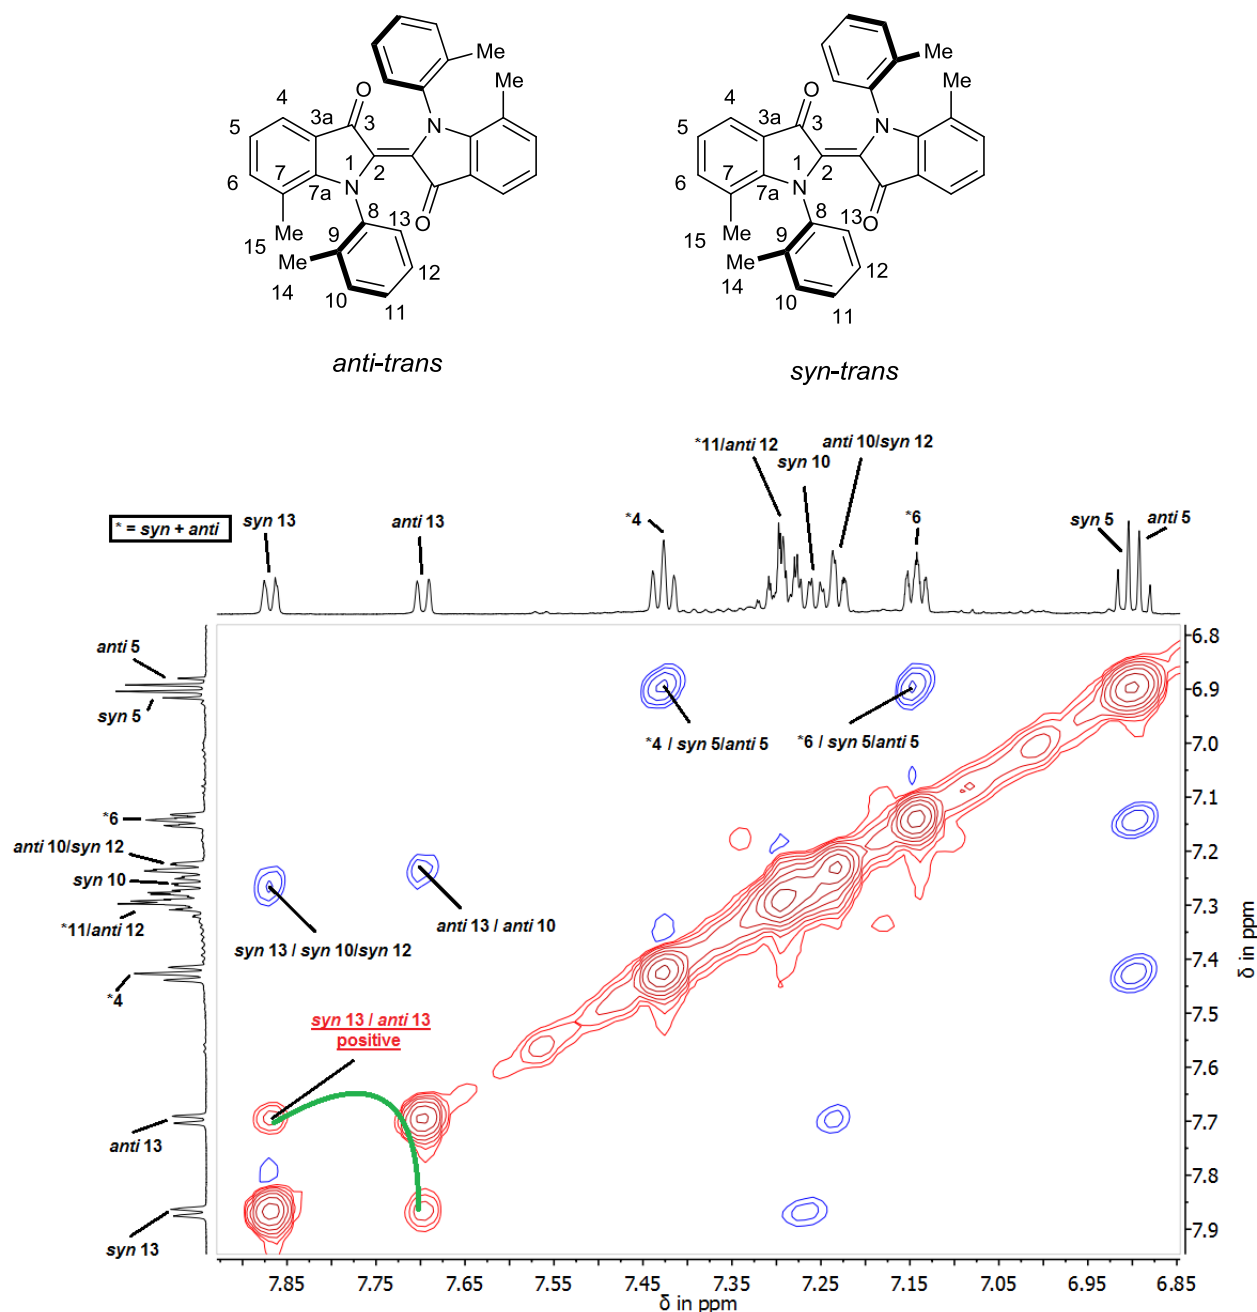 Me
Me
O
4
3a
3
N
5
1
2
6
7
7a
N
O
8
13
Me
9
15
Me
12
14
10
11
anti-trans
Me
Me
O
4
3a
3
N
5
1
2
6
7
7a
N
13
O
8
Me
9
15
Me
12
14
10
11
syn-trans
* = syn + anti
syn 13
anti 13
*4
*11/anti 12
syn 10
anti 10/syn 12
*6
syn 5
anti 5
anti 5
syn 5
*6
anti 10/syn 12
syn 10
*11/anti 12
*4
anti 13
syn 13
*4 / syn 5/anti 5
*6 / syn 5/anti 5
syn 13 / syn 10/syn 12
anti 13 / anti 10
syn 13 / anti 13
positive
6.8
6.9
7.0
7.1
7.2
7.3
7.4
7.5
7.6
7.7
7.8
7.9
δ in ppm
7.85
7.75
7.65
7.55
7.45
7.35
7.25
7.15
7.05
6.95
6.85
δ in ppm